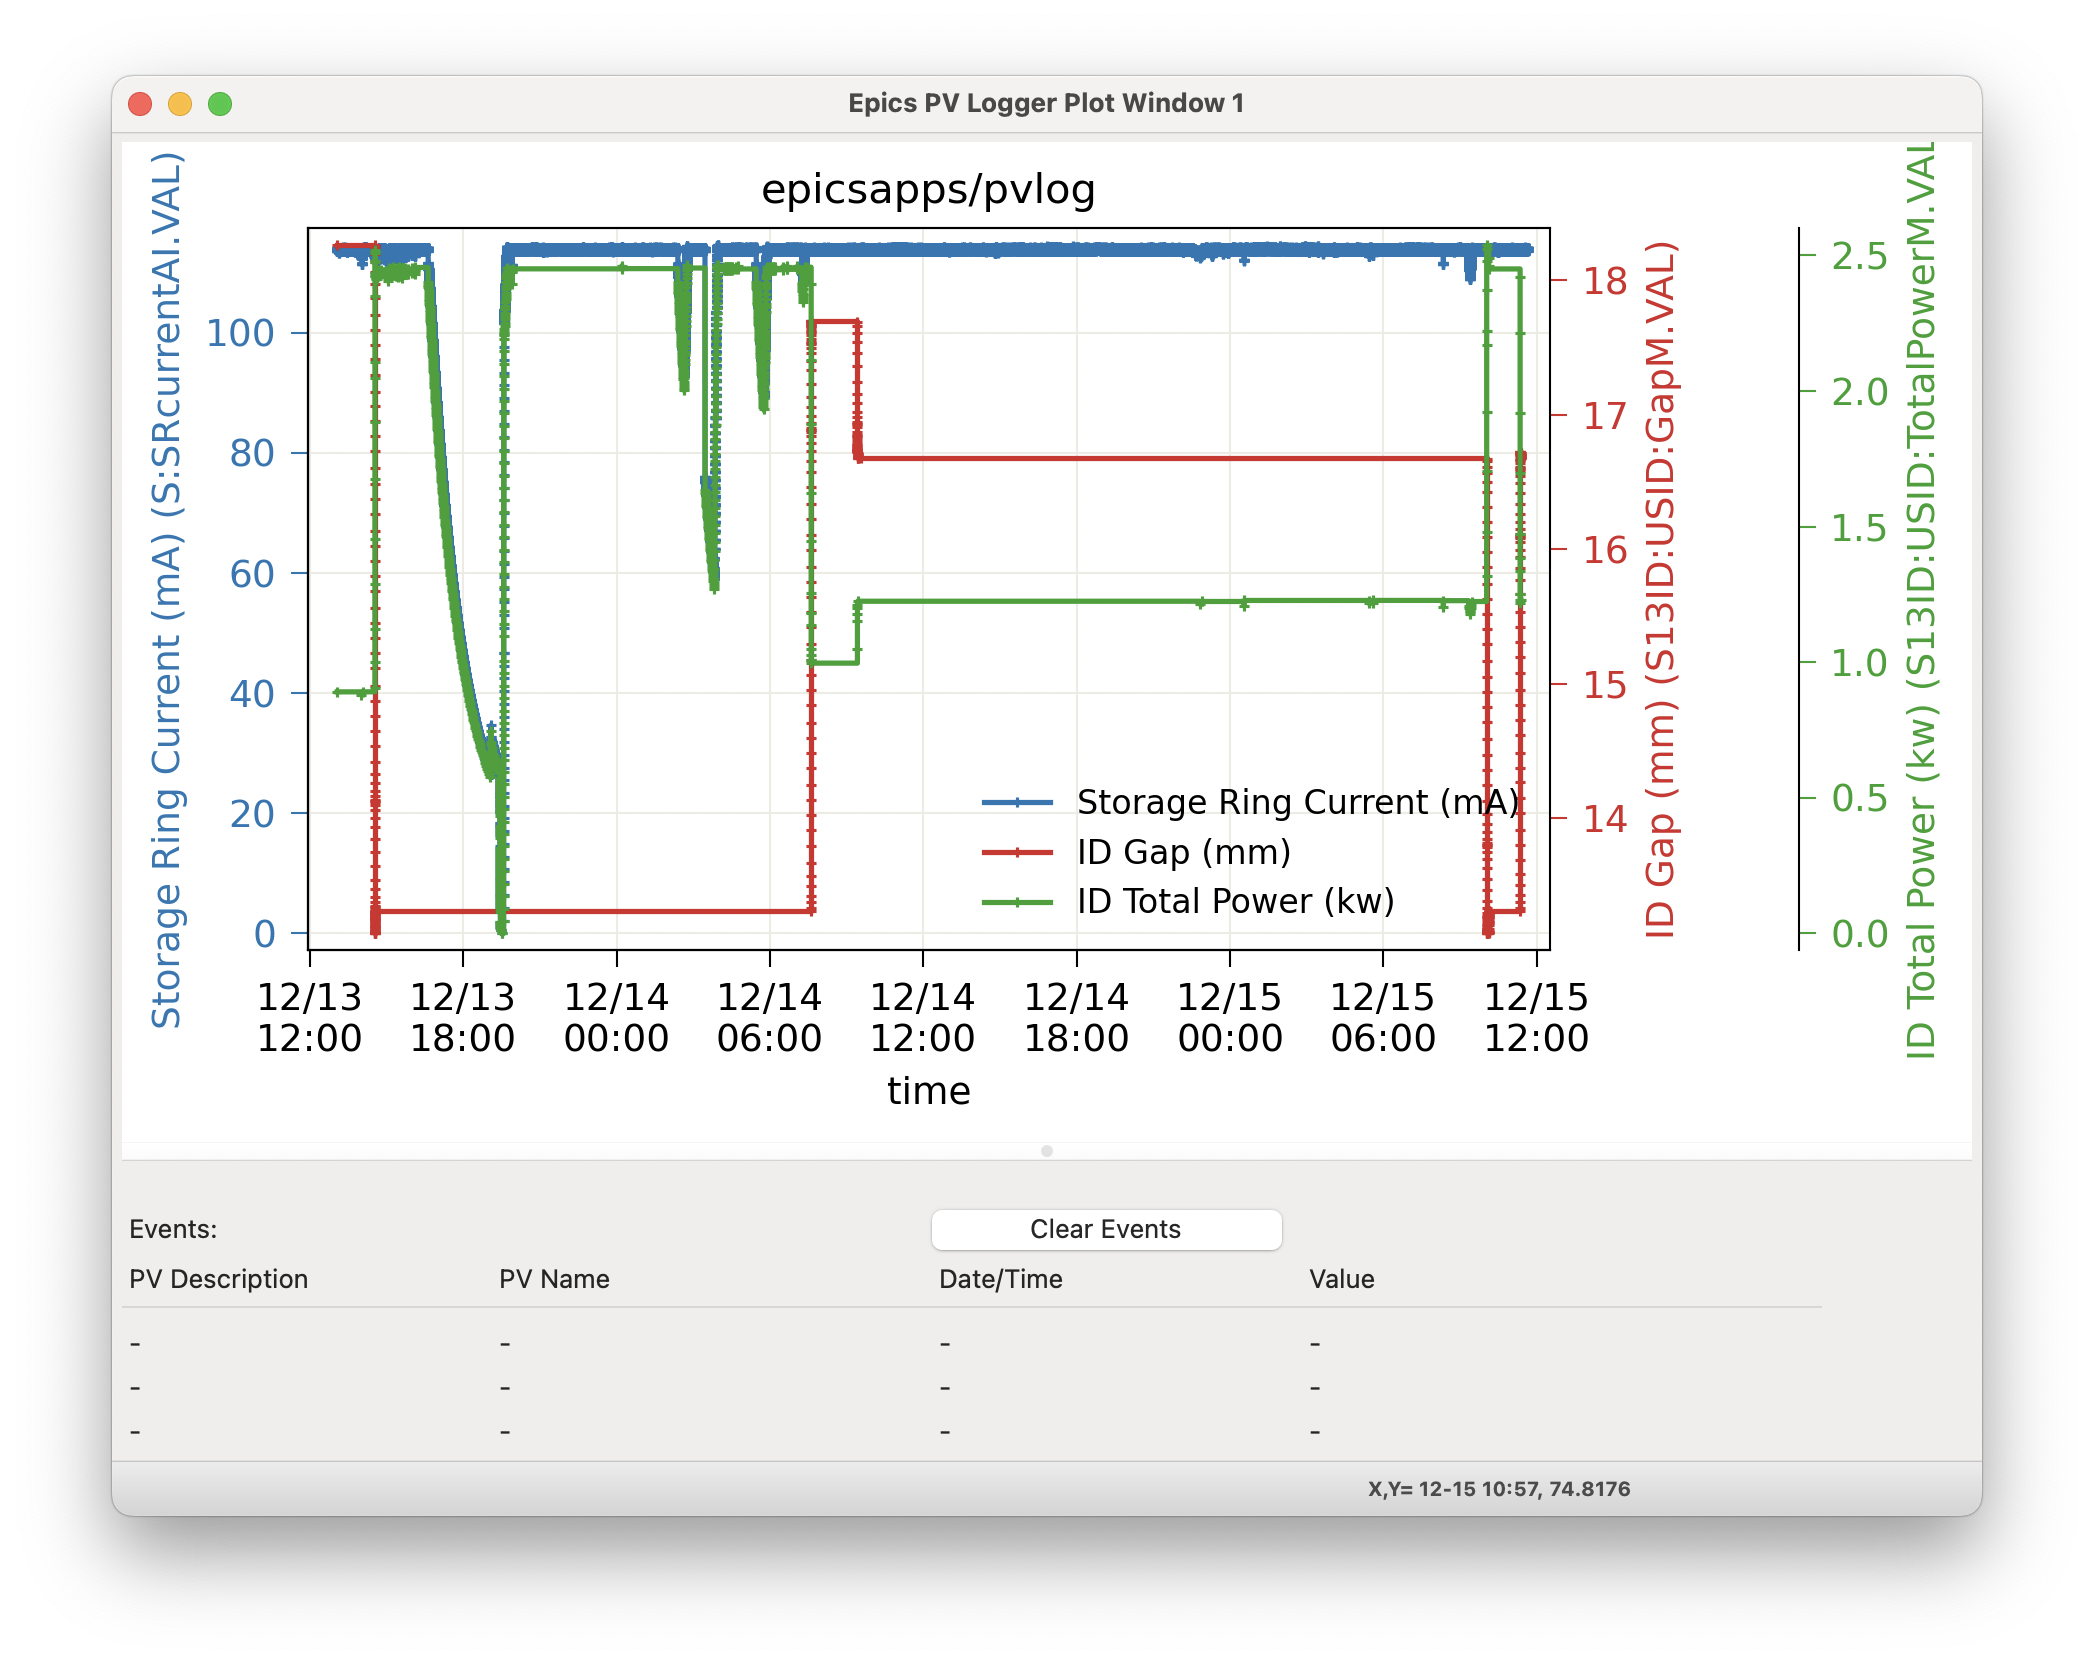 Epics PV Logger Plot Window 1
epicsapps/pvlog
Storage Ring Current (mA) (S:SRcurrentAI.VAL)
100
80
60
40
20
0
18
17
16
15
14
ID Gap (mm) (S13ID:USID:GapM.VAL)
2.5
2.0
1.5
1.0
0.5
0.0
ID Total Power (kw) (S13ID:USID:TotalPowerM.VAL
Storage Ring Current (mA)
ID Gap (mm)
ID Total Power (kw)
12/13 12/13 12/14 12/14 12/14 12/14 12/15 12/15 12/15
12:00 18:00 00:00 06:00 12:00 18:00 00:00 06:00 12:00
time
Events: Clear Events
PV Description PV Name Date/Time Value
- - - -
- - - -
- - - -
X,Y= 12-15 10:57, 74.8176